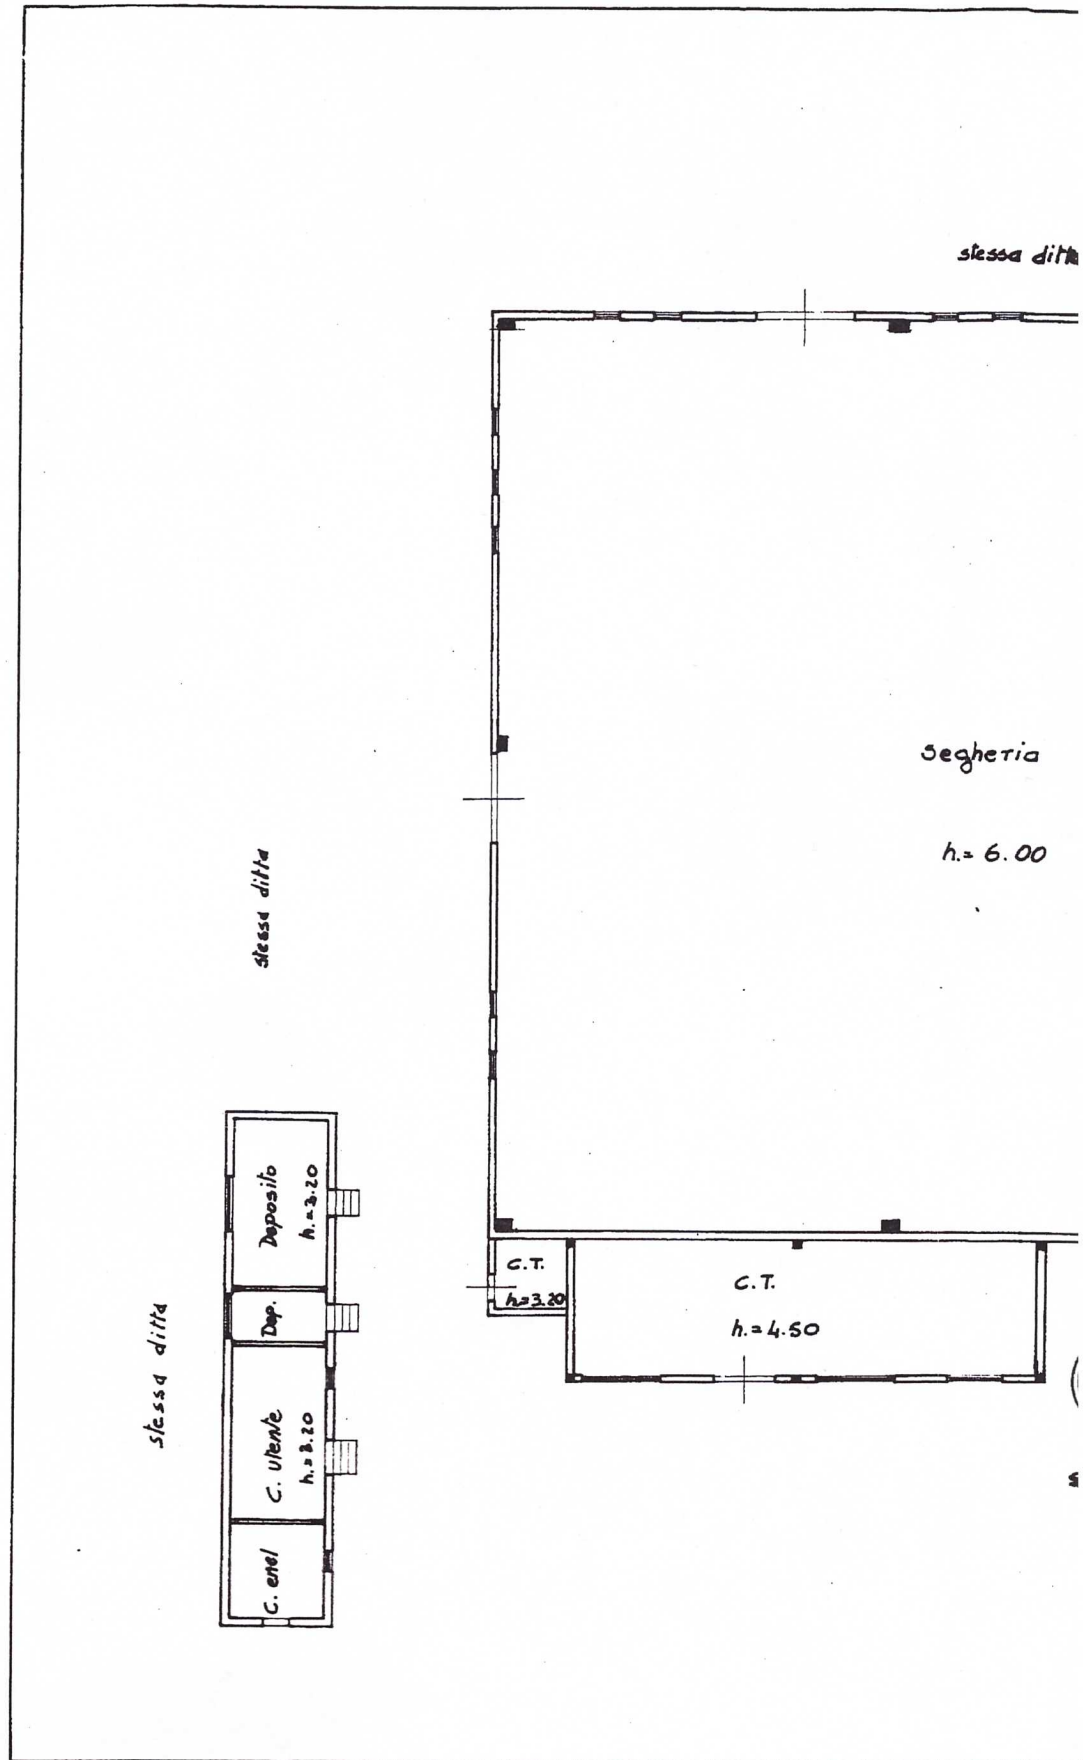 stessa ditta
segheria
h.= 6.00
stessa ditta
Deposito
h.=3.20
Dep.
C. Utente
h.=3.20
C. enel
stessa ditta
C.T.
h=3.20
C.T.
h.=4.50